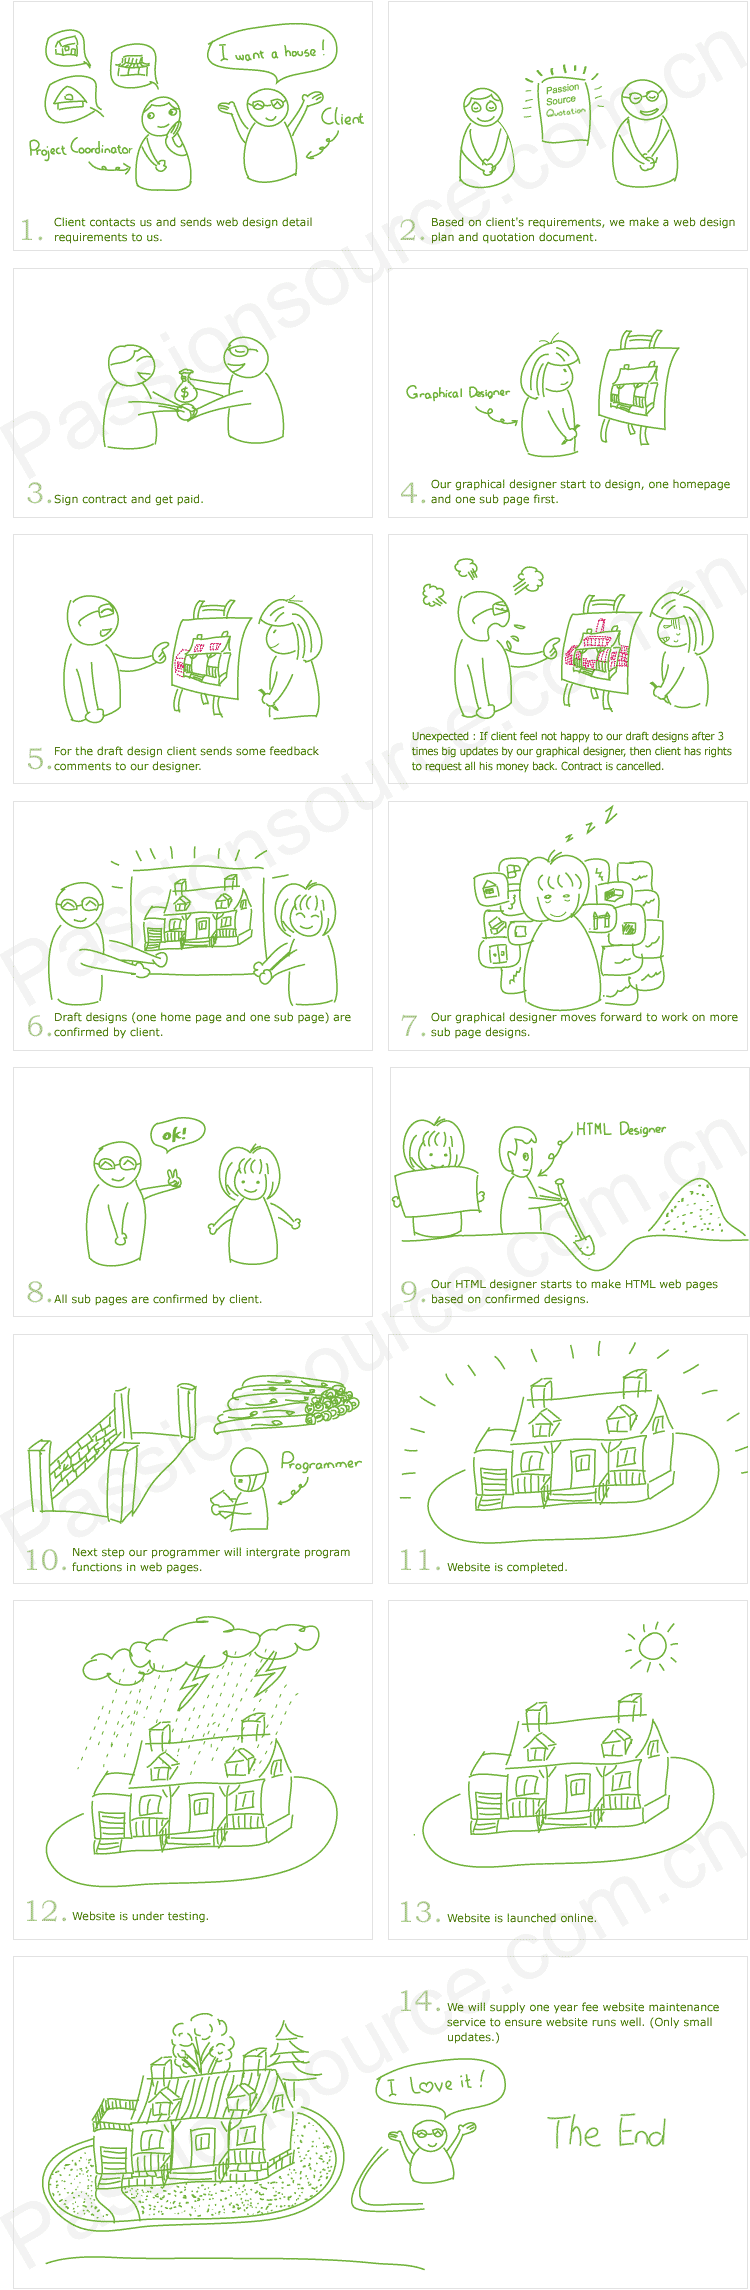 I want a house!
Client
Project Coordinator
1. Client contacts us and sends web design detail
requirements to us.
Passion
Source
Quotation
2. Based on client's requirements, we make a web design
plan and quotation document.
$
3. Sign contract and get paid.
Graphical Designer
4. Our graphical designer start to design, one homepage
and one sub page first.
5. For the draft design client sends some feedback
comments to our designer.
Unexpected : If client feel not happy to our draft designs after 3
times big updates by our graphical designer, then client has rights
to request all his money back. Contract is cancelled.
6. Draft designs (one home page and one sub page) are
confirmed by client.
z z Z
7. Our graphical designer moves forward to work on more
sub page designs.
ok!
8. All sub pages are confirmed by client.
HTML Designer
9. Our HTML designer starts to make HTML web pages
based on confirmed designs.
Programmer
10. Next step our programmer will intergrate program
functions in web pages.
11. Website is completed.
12. Website is under testing.
13. Website is launched online.
14. We will supply one year fee website maintenance
service to ensure website runs well. (Only small
updates.)
I love it!
The End
Passionsource.com.cn
Passionsource.com.cn
Passionsource.com.cn
Passionsource.com.cn